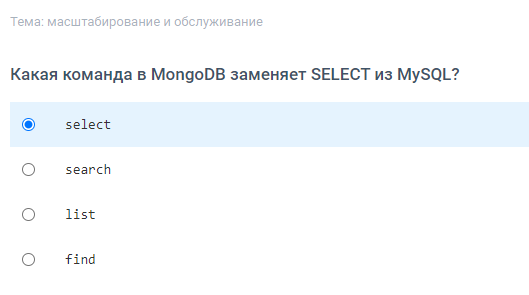 Тема: масштабирование и обслуживание
Какая команда в MongoDB заменяет SELECT из MySQL?
select
search
list
find